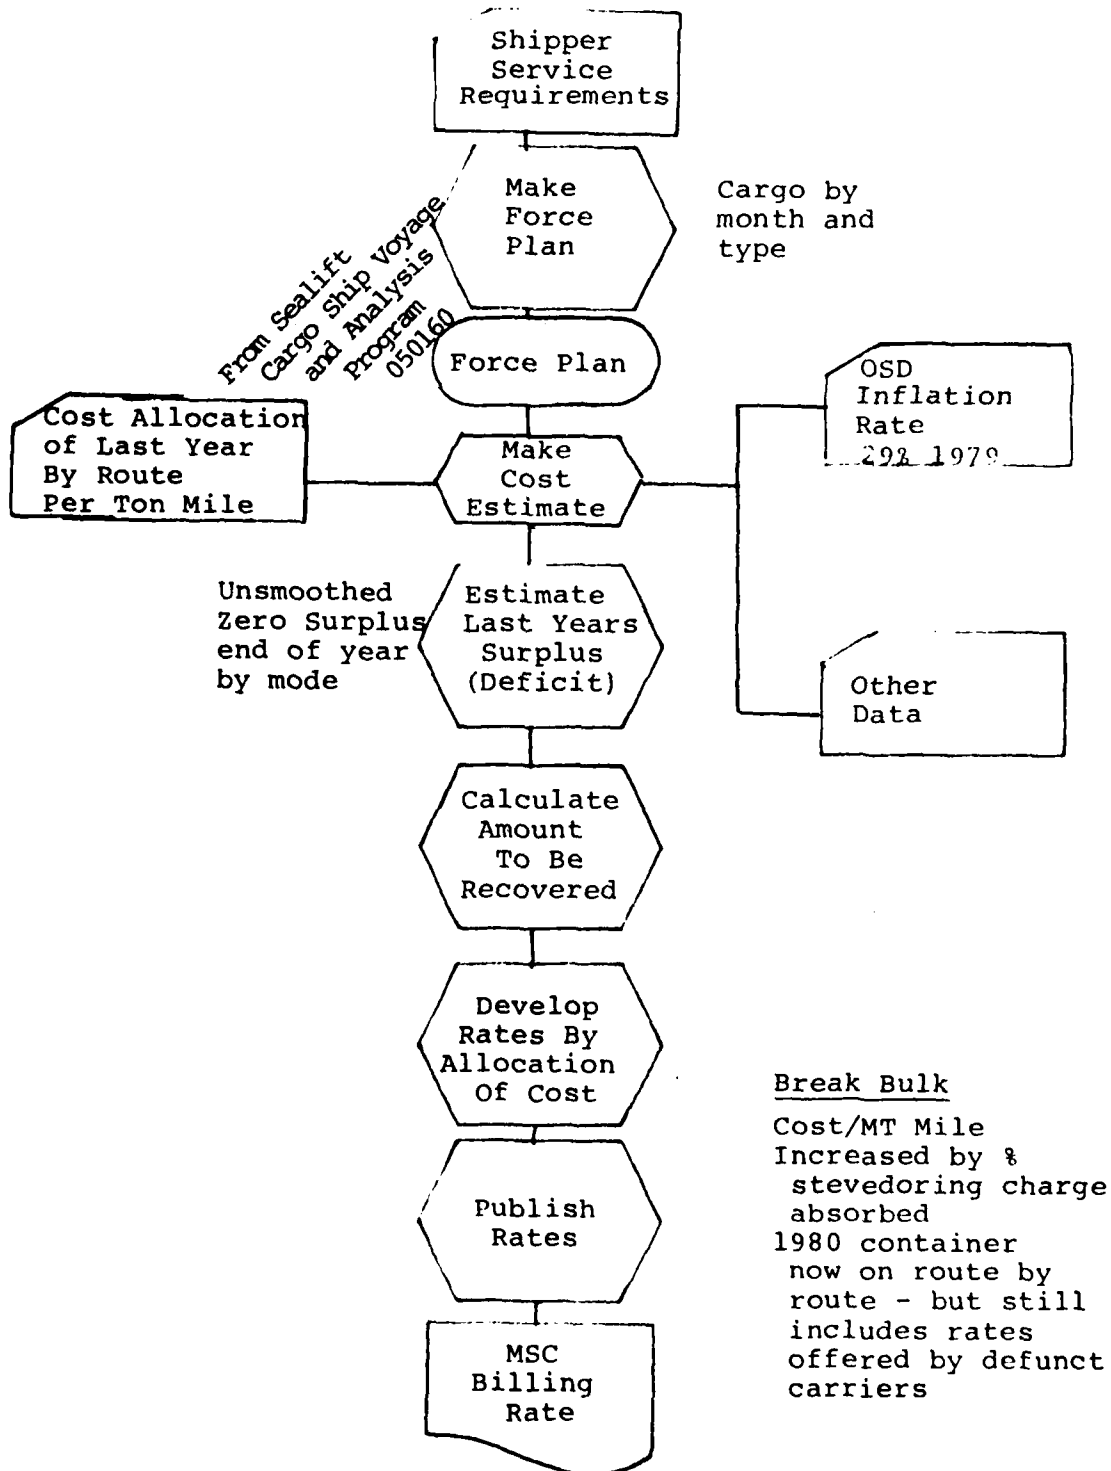 Shipper
Service
Requirements
Make
Force
Plan
Cargo by
month and
type
From Sealift
Cargo Ship Voyage
and Analysis
Program
050160
Force Plan
OSD
Inflation
Rate
29% 1979
Cost Allocation
of Last Year
By Route
Per Ton Mile
Make
Cost
Estimate
Unsmoothed
Zero Surplus
end of year
by mode
Estimate
Last Years
Surplus
(Deficit)
Other
Data
Calculate
Amount
To Be
Recovered
Develop
Rates By
Allocation
Of Cost
Publish
Rates
MSC
Billing
Rate
Break Bulk
Cost/MT Mile
Increased by %
stevedoring charge
absorbed
1980 container
now on route by
route - but still
includes rates
offered by defunct
carriers